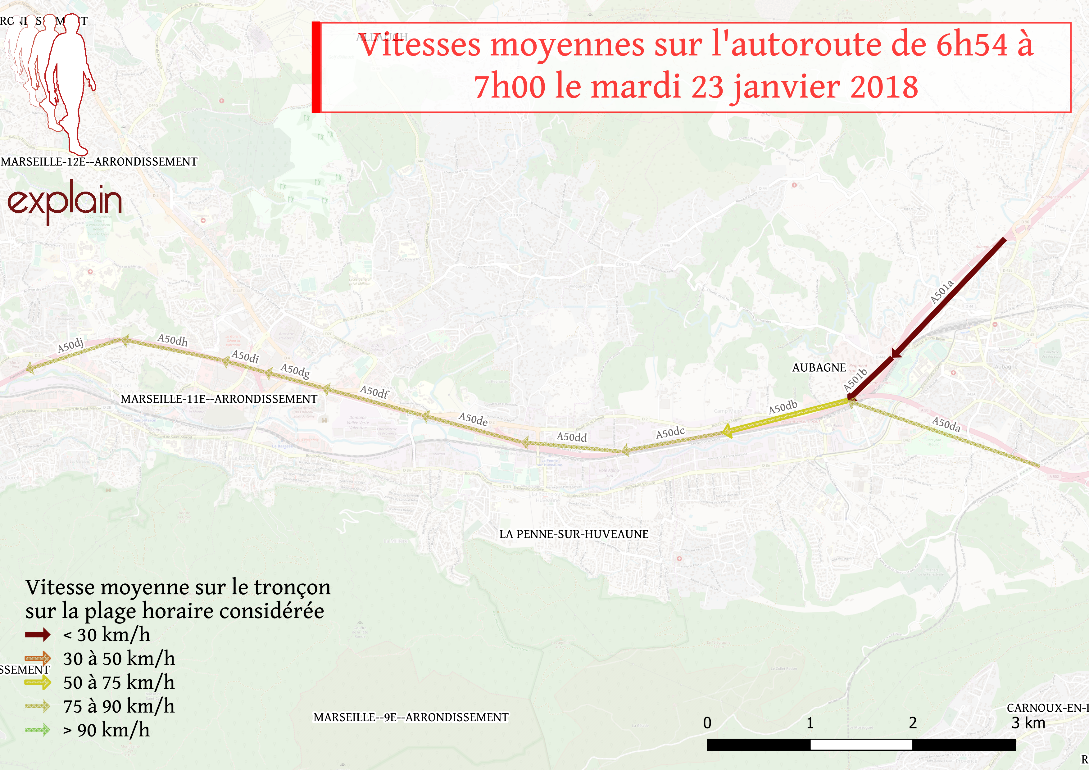 Vitesses moyennes sur l'autoroute de 6h54 à
7h00 le mardi 23 janvier 2018
MARSEILLE-12E--ARRONDISSEMENT
explain
A501a
AUBAGNE
A501b
A50dj
A50dh
A50di
A50dg
A50df
A50de
A50dd
A50dc
A50db
A50da
MARSEILLE-11E--ARRONDISSEMENT
LA PENNE-SUR-HUVEAUNE
Vitesse moyenne sur le tronçon
sur la plage horaire considérée
< 30 km/h
30 à 50 km/h
SSEMENT
50 à 75 km/h
75 à 90 km/h
> 90 km/h
MARSEILLE--9E--ARRONDISSEMENT
CARNOUX-EN-
0 1 2 3 km
R